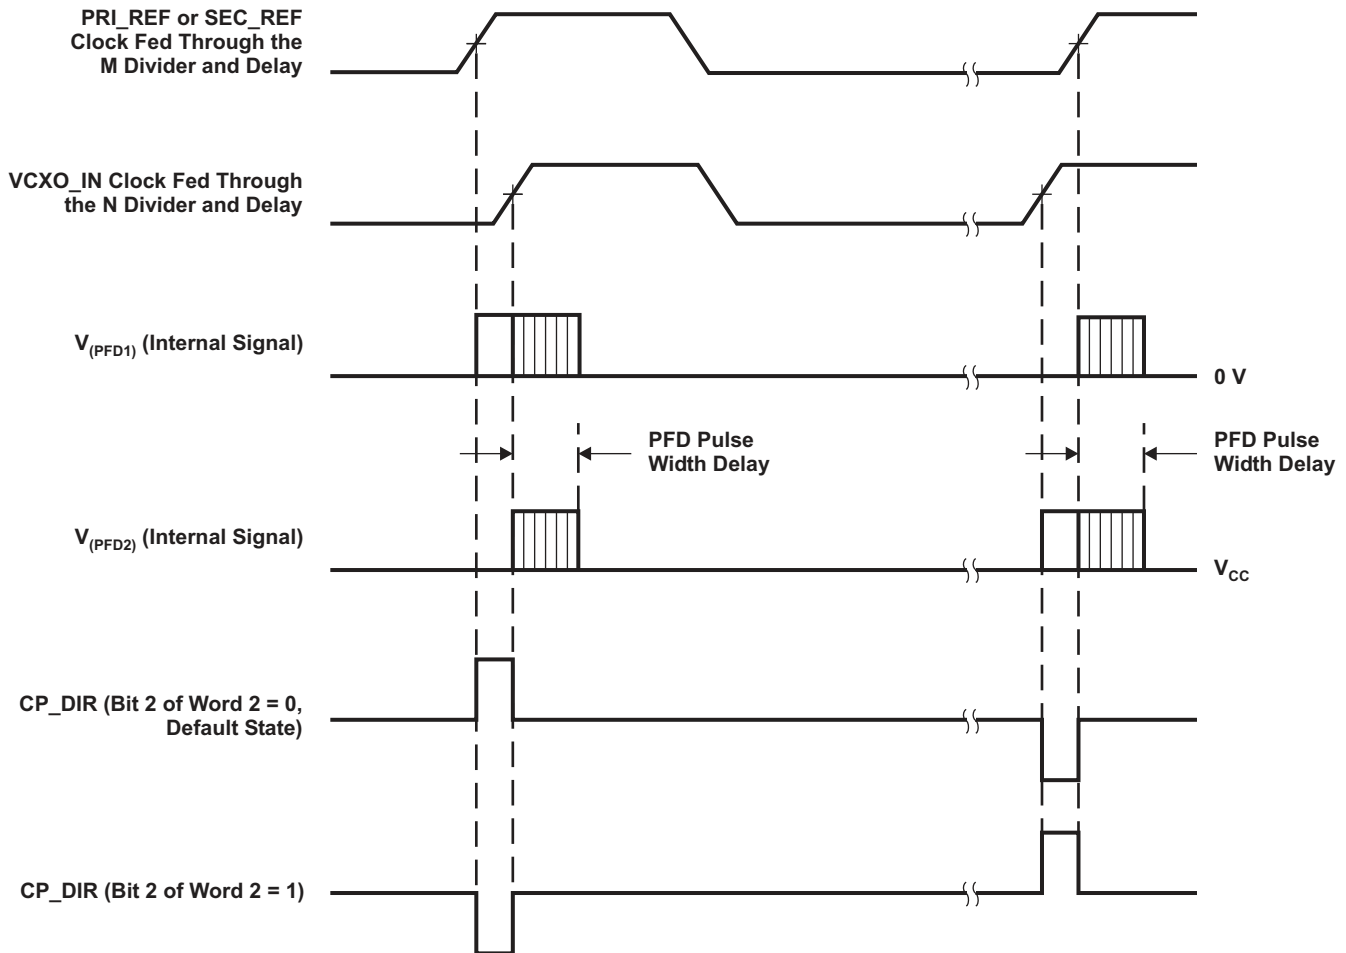 PRI_REF or SEC_REF
Clock Fed Through the
M Divider and Delay
VCXO_IN Clock Fed Through
the N Divider and Delay
V(PFD1) (Internal Signal)
0 V
PFD Pulse
Width Delay
PFD Pulse
Width Delay
V(PFD2) (Internal Signal)
VCC
CP_DIR (Bit 2 of Word 2 = 0,
Default State)
CP_DIR (Bit 2 of Word 2 = 1)